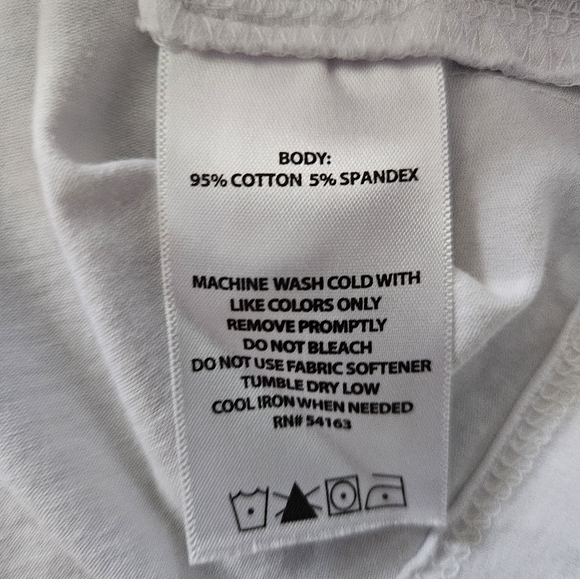 BODY:
95% COTTON 5% SPANDEX
MACHINE WASH COLD WITH
LIKE COLORS ONLY
REMOVE PROMPTLY
DO NOT BLEACH
DO NOT USE FABRIC SOFTENER
TUMBLE DRY LOW
COOL IRON WHEN NEEDED
RN# 54163